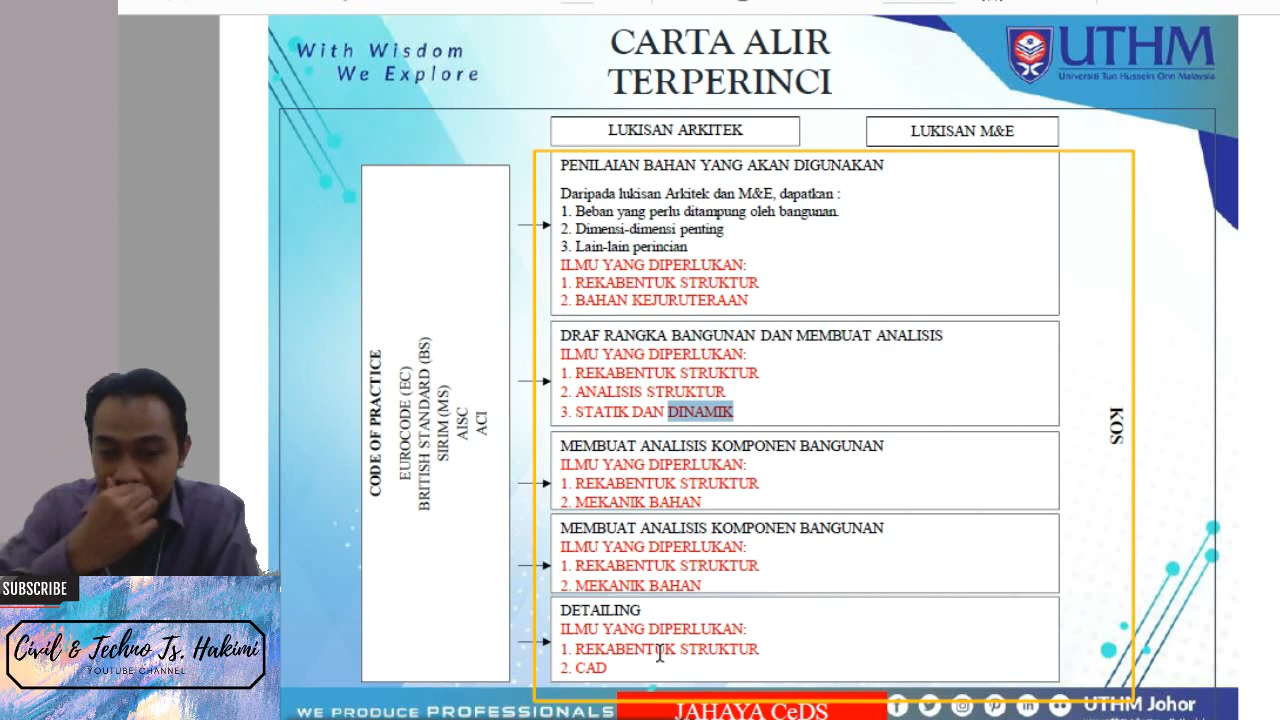 With Wisdom
We Explore
CARTA ALIR
TERPERINCI
UTHM
Universiti Tun Hussein Onn Malaysia
LUKISAN ARKITEK
LUKISAN M&E
CODE OF PRACTICE
EUROCODE (EC)
BRITISH STANDARD (BS)
SIRIM (MS)
AISC
ACI
PENILAIAN BAHAN YANG AKAN DIGUNAKAN
Daripada lukisan Arkitek dan M&E, dapatkan :
1. Beban yang perlu ditampung oleh bangunan.
2. Dimensi-dimensi penting
3. Lain-lain perincian
ILMU YANG DIPERLUKAN:
1. REKABENTUK STRUKTUR
2. BAHAN KEJURUTERAAN
DRAF RANGKA BANGUNAN DAN MEMBUAT ANALISIS
ILMU YANG DIPERLUKAN:
1. REKABENTUK STRUKTUR
2. ANALISIS STRUKTUR
3. STATIK DAN DINAMIK
MEMBUAT ANALISIS KOMPONEN BANGUNAN
ILMU YANG DIPERLUKAN:
1. REKABENTUK STRUKTUR
2. MEKANIK BAHAN
MEMBUAT ANALISIS KOMPONEN BANGUNAN
ILMU YANG DIPERLUKAN:
1. REKABENTUK STRUKTUR
2. MEKANIK BAHAN
DETAILING
ILMU YANG DIPERLUKAN:
1. REKABENTUK STRUKTUR
2. CAD
KOS
SUBSCRIBE
Civil & Techno Ts. Hakimi
YOUTUBE CHANNEL
WE PRODUCE PROFESSIONALS
JAHAYA CeDS
UTHM Johor